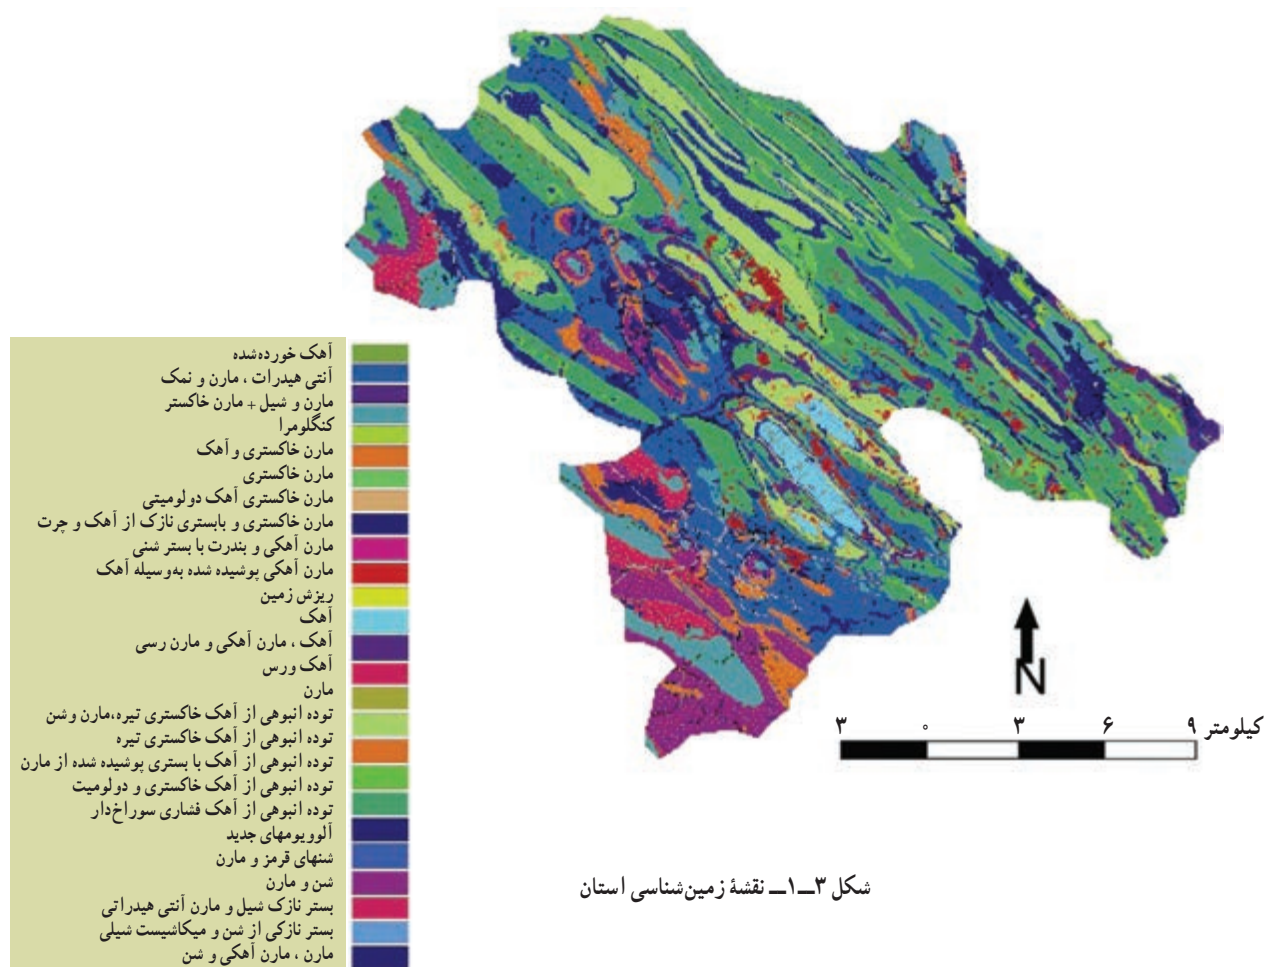 آهک خورده‌شده
آنتی هیدرات ، مارن و نمک
مارن و شیل + مارن خاکستر
کنگلومرا
مارن خاکستری و آهک
مارن خاکستری
مارن خاکستری آهک دولومیتی
مارن خاکستری و بابستری نازک از آهک و چرت
مارن آهکی و بندرت با بستر شنی
مارن آهکی پوشیده شده به‌وسیله آهک
ریزش زمین
آهک
آهک ، مارن آهکی و مارن رسی
آهک ورس
مارن
توده انبوهی از آهک خاکستری تیره،مارن وشن
توده انبوهی از آهک خاکستری تیره
توده انبوهی از آهک با بستری پوشیده شده از مارن
توده انبوهی از آهک خاکستری و دولومیت
توده انبوهی از آهک فشاری سوراخ‌دار
آلوویومهای جدید
شنهای قرمز و مارن
شن و مارن
بستر نازک شیل و مارن آنتی هیدراتی
بستر نازکی از شن و میکاشیست شیلی
مارن ، مارن آهکی و شن
N
۳ ۰ ۳ ۶ ۹ کیلومتر
شکل ۳ــ۱ــ نقشهٔ زمین‌شناسی استان